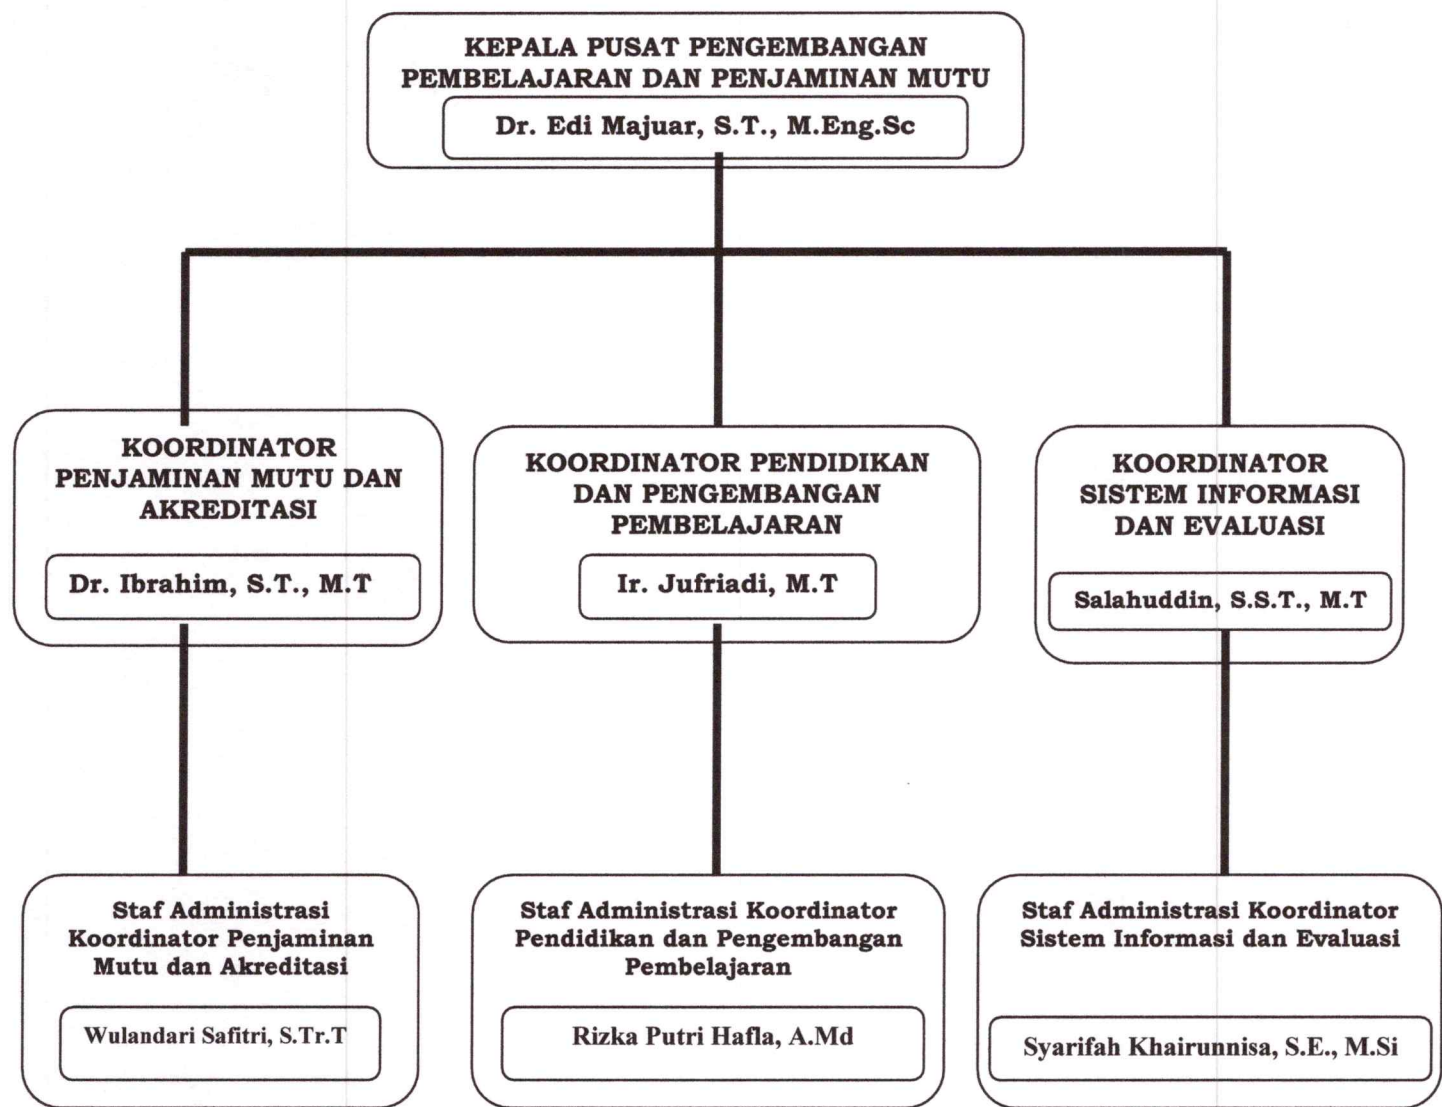 KEPALA PUSAT PENGEMBANGAN
PEMBELAJARAN DAN PENJAMINAN MUTU
Dr. Edi Majuar, S.T., M.Eng.Sc
KOORDINATOR
PENJAMINAN MUTU DAN
AKREDITASI
Dr. Ibrahim, S.T., M.T
KOORDINATOR PENDIDIKAN
DAN PENGEMBANGAN
PEMBELAJARAN
Ir. Jufriadi, M.T
KOORDINATOR
SISTEM INFORMASI
DAN EVALUASI
Salahuddin, S.S.T., M.T
Staf Administrasi
Koordinator Penjaminan
Mutu dan Akreditasi
Wulandari Safitri, S.Tr.T
Staf Administrasi Koordinator
Pendidikan dan Pengembangan
Pembelajaran
Rizka Putri Hafla, A.Md
Staf Administrasi Koordinator
Sistem Informasi dan Evaluasi
Syarifah Khairunnisa, S.E., M.Si